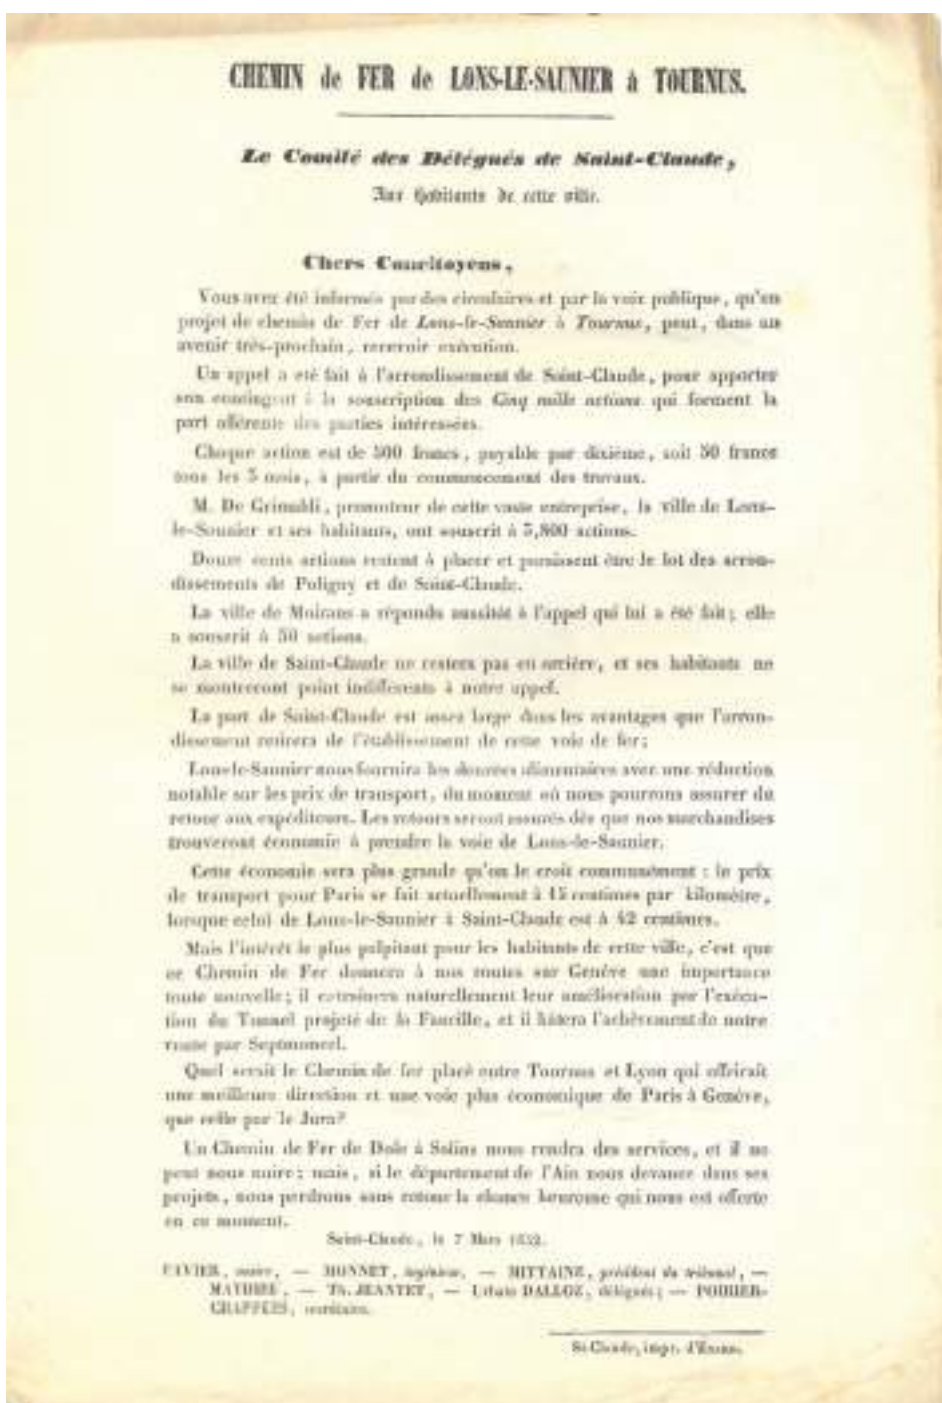 CHEMIN de FER de LONS-LE-SAUNIER à TOURNUS.
Le Comité des Délégués de Saint-Claude,
Aux habitants de cette ville.
Chers Concitoyens,
Vous avez été informés par des circulaires et par la voix publique, qu'un
projet de chemin de Fer de Lons-le-Saunier à Tournus, peut, dans un
avenir très-prochain, recevoir exécution.
Un appel a été fait à l'arrondissement de Saint-Claude, pour apporter
son contingent à la souscription des Cinq mille actions qui forment la
part afférente des parties intéressées.
Chaque action est de 500 francs, payable par dixième, soit 50 francs
tous les 3 mois, à partir du commencement des travaux.
M. De Grimaldi, promoteur de cette vaste entreprise, la ville de Lons-
le-Saunier et ses habitants, ont souscrit à 3,800 actions.
Douze cents actions restent à placer et paraissent être le lot des arron-
dissements de Poligny et de Saint-Claude.
La ville de Moirans a répondu aussitôt à l'appel qui lui a été fait; elle
a souscrit à 50 actions.
La ville de Saint-Claude ne restera pas en arrière, et ses habitants ne
se montreront point indifférents à notre appel.
La part de Saint-Claude est assez large dans les avantages que l'arron-
dissement retirera de l'établissement de cette voie de fer;
Lons-le-Saunier nous fournira les denrées alimentaires avec une réduction
notable sur les prix de transport, du moment où nous pourrons assurer du
retour aux expéditeurs. Les retours seront assurés dès que nos marchandises
trouveront économie à prendre la voie de Lons-le-Saunier.
Cette économie sera plus grande qu'on le croit communément : le prix
de transport pour Paris se fait actuellement à 15 centimes par kilomètre,
lorsque celui de Lons-le-Saunier à Saint-Claude est à 42 centimes.
Mais l'intérêt le plus palpitant pour les habitants de cette ville, c'est que
ce Chemin de Fer donnera à nos routes sur Genève une importance
toute nouvelle; il entraînera naturellement leur amélioration par l'exécu-
tion du Tunnel projeté de la Faucille, et il hâtera l'achèvement de notre
route par Septmoncel.
Quel serait le Chemin de fer placé entre Tournus et Lyon qui offrirait
une meilleure direction et une voie plus économique de Paris à Genève,
que celle par le Jura?
Un Chemin de Fer de Dole à Salins nous rendra des services, et il ne
peut nous nuire; mais, si le département de l'Ain nous devance dans ses
projets, nous perdrons sans retour la chance heureuse qui nous est offerte
en ce moment.
Saint-Claude, le 7 Mars 1852.
maire, — MONNET, ingénieur, — MITTAINE, président du tribunal, —
— Th. JEANTET, — Urbain DALLOZ, délégués; —
secrétaire.
St-Claude, impr. d'